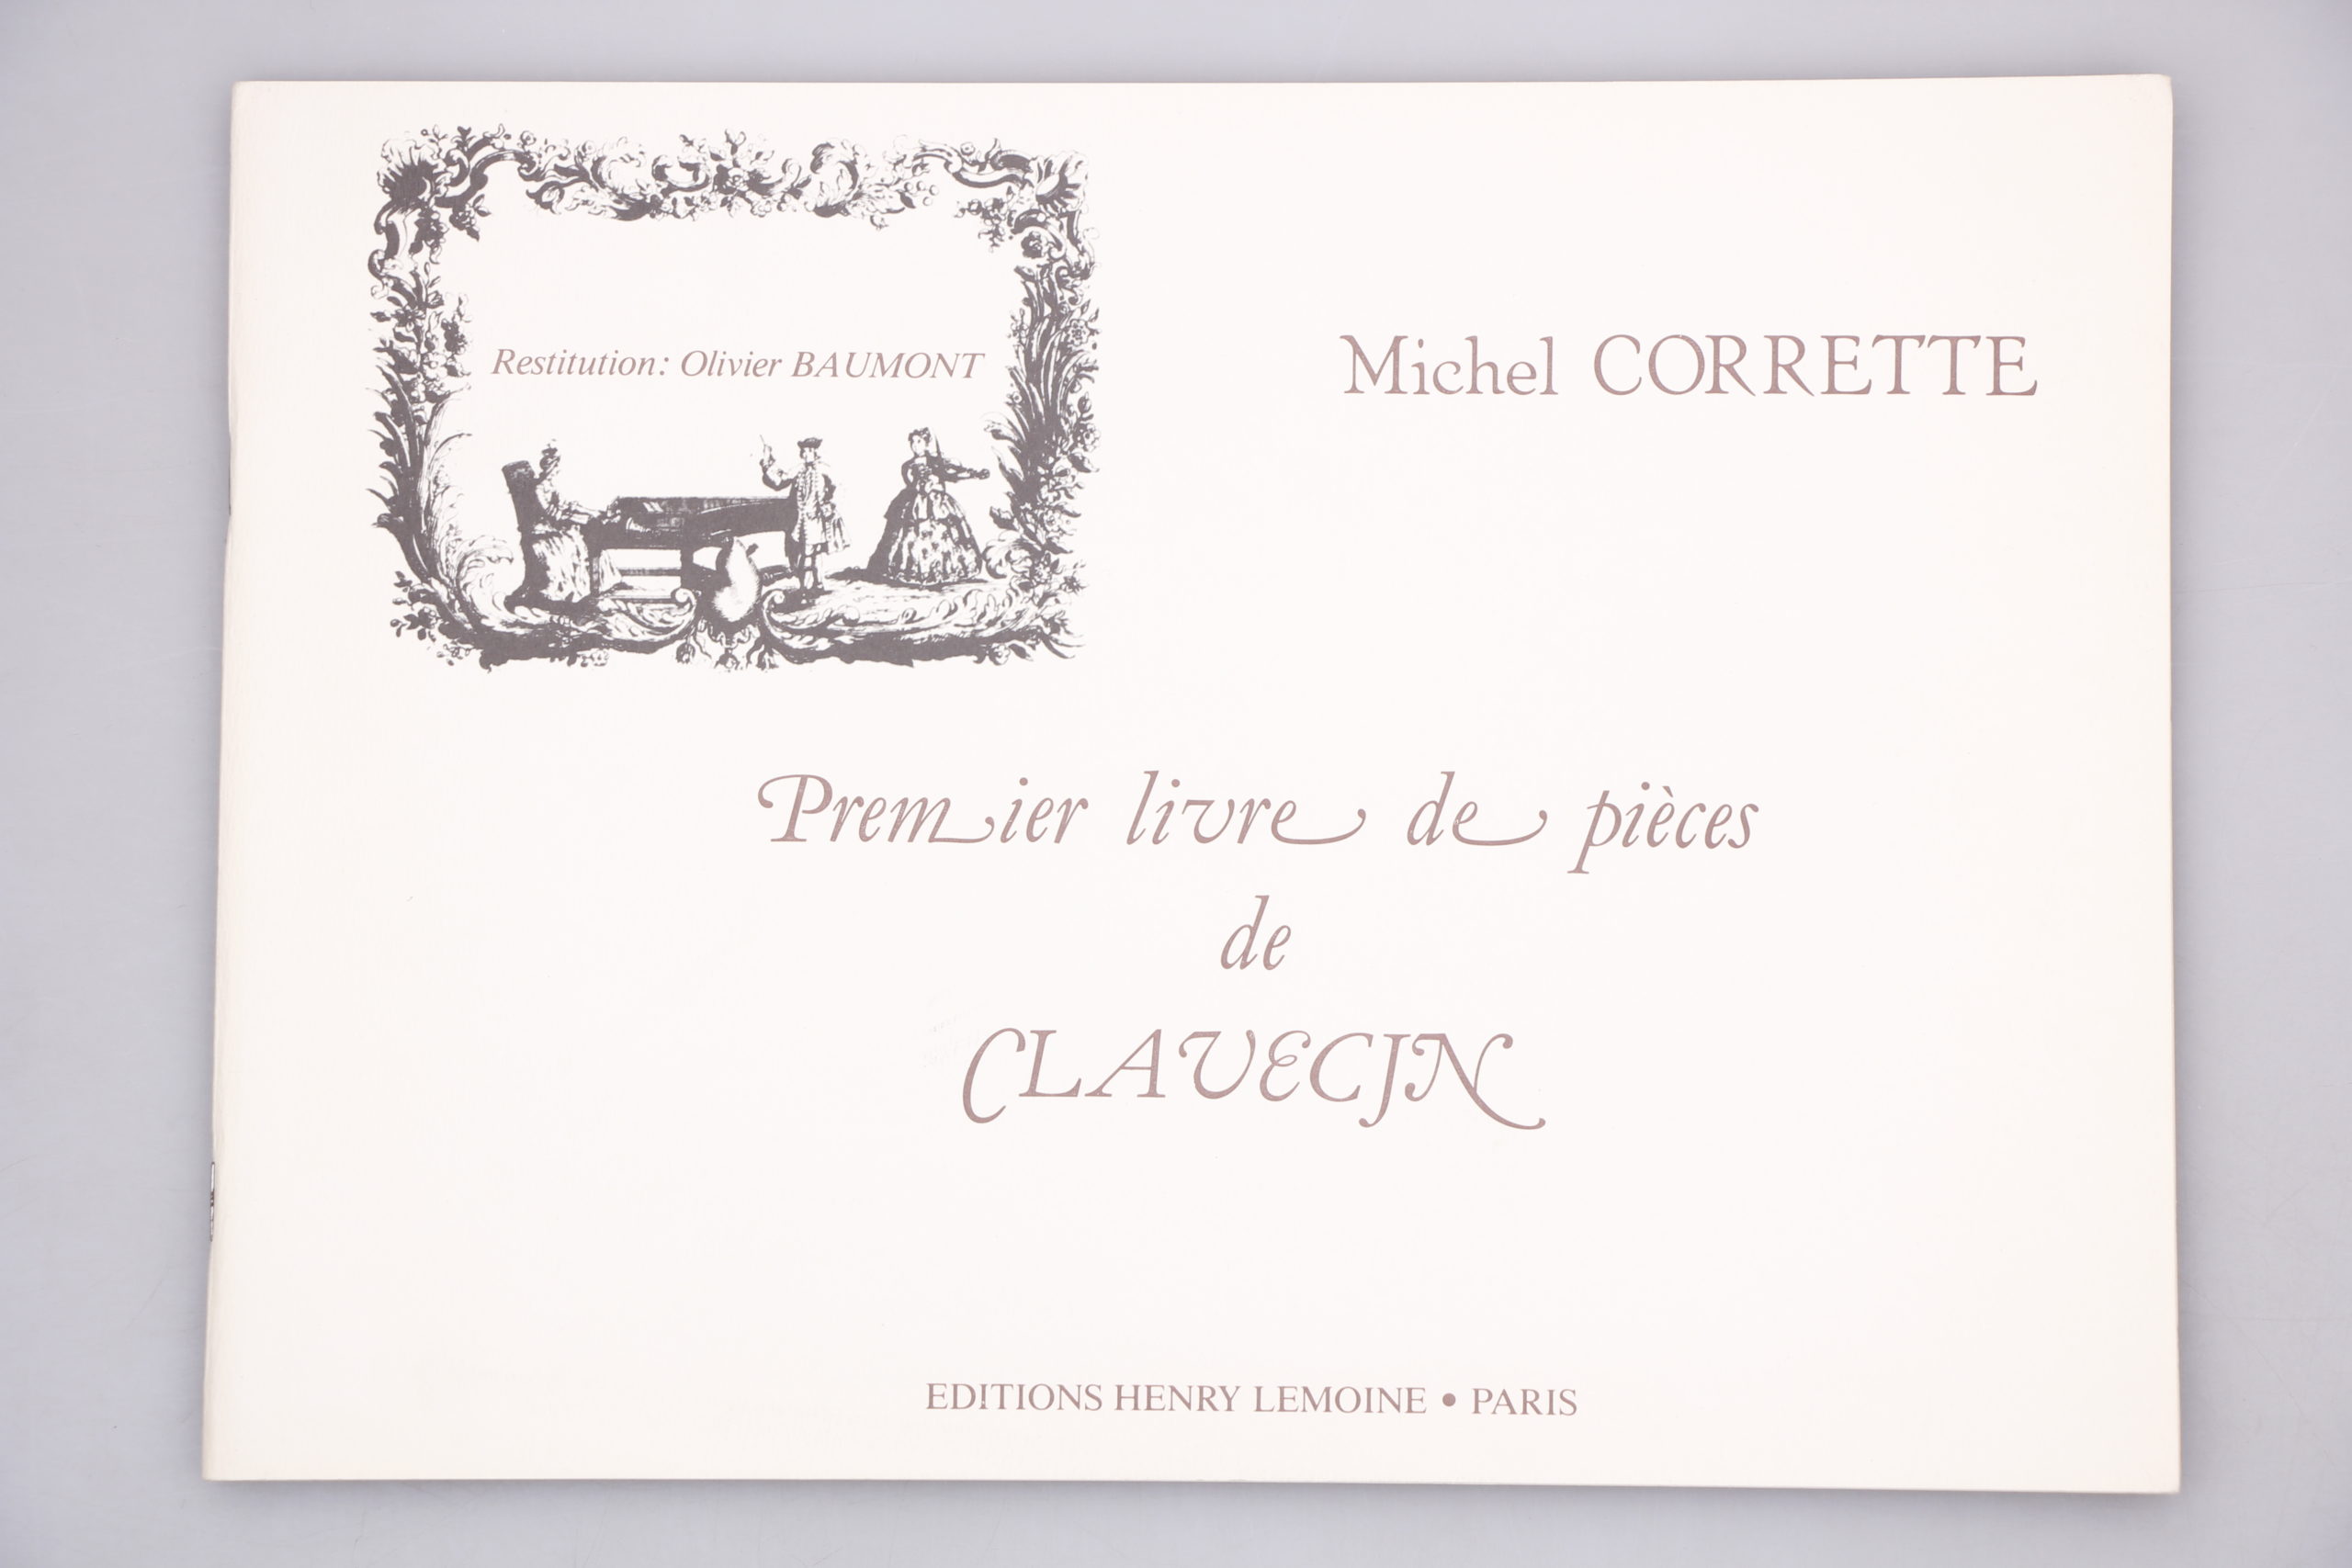 Restitution: Olivier BAUMONT
Michel CORRETTE
Premier livre de pièces
de
CLAVECIN
EDITIONS HENRY LEMOINE • PARIS